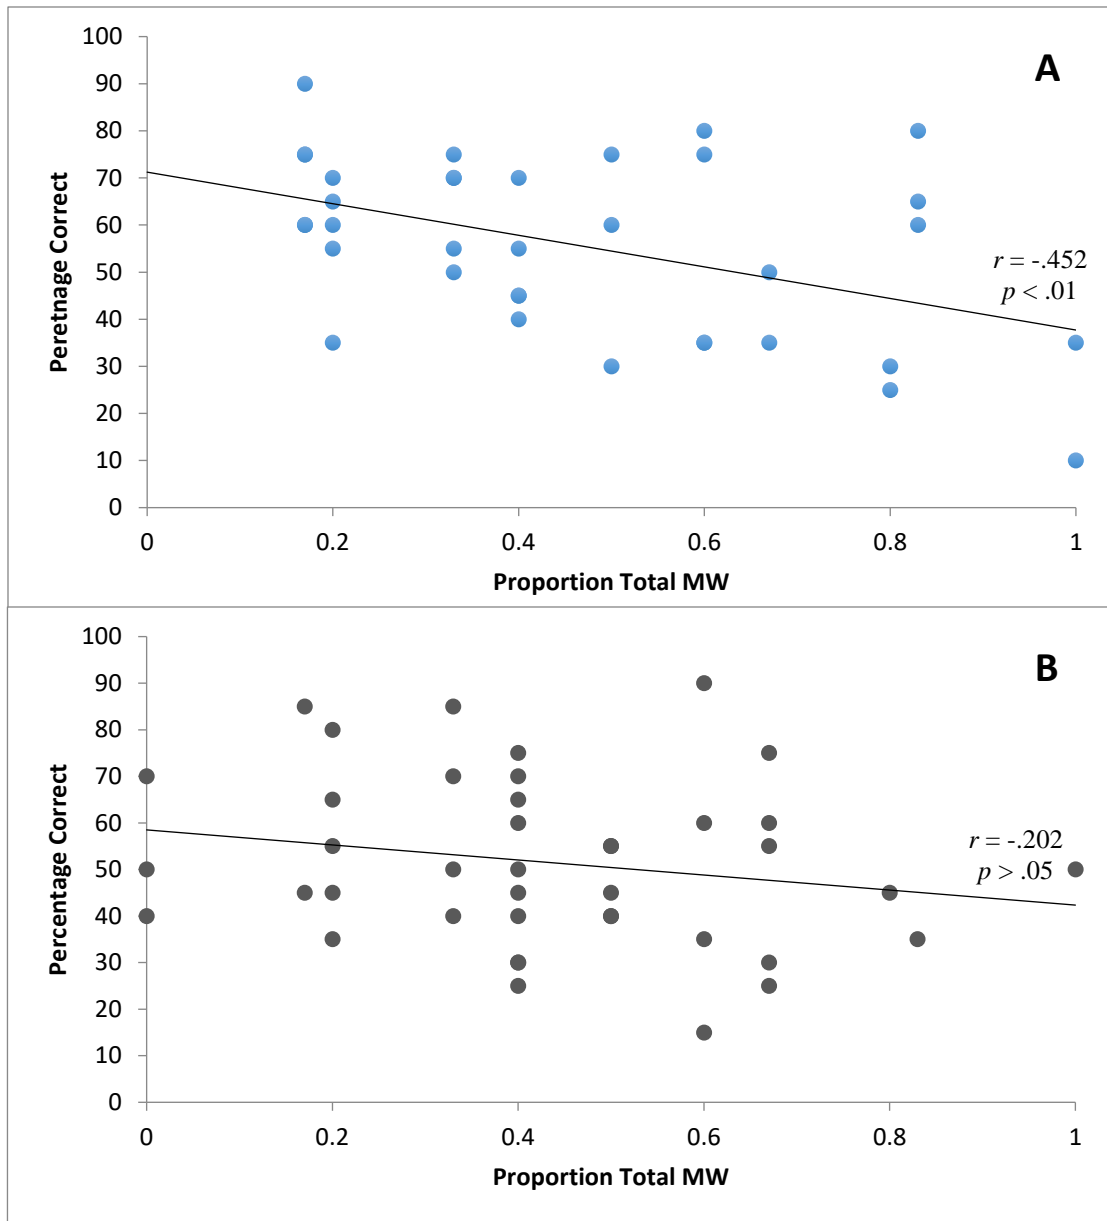 100
90
80
70
60
50
40
30
20
10
0
Peretnage Correct
A
r = -.452
p < .01
0 0.2 0.4 0.6 0.8 1
Proportion Total MW
100
90
80
70
60
50
40
30
20
10
0
Percentage Correct
B
r = -.202
p > .05
0 0.2 0.4 0.6 0.8 1
Proportion Total MW